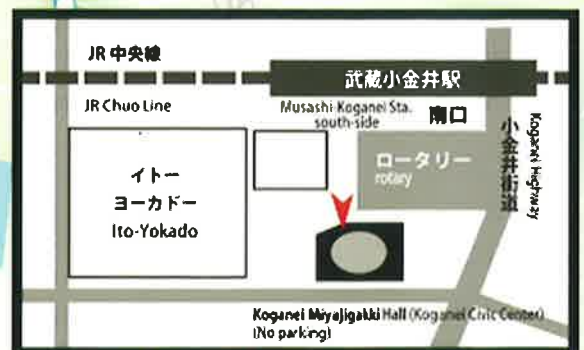 JR 中央線
武蔵小金井駅
JR Chuo Line
Musashi-Koganei Sta.
south-side
南口
小金井街道
Koganei Highway
ロータリー
rotary
イトー
ヨーカドー
Ito-Yokado
Koganei Miyajigakki Hall (Koganei Civic Center)
(No parking)